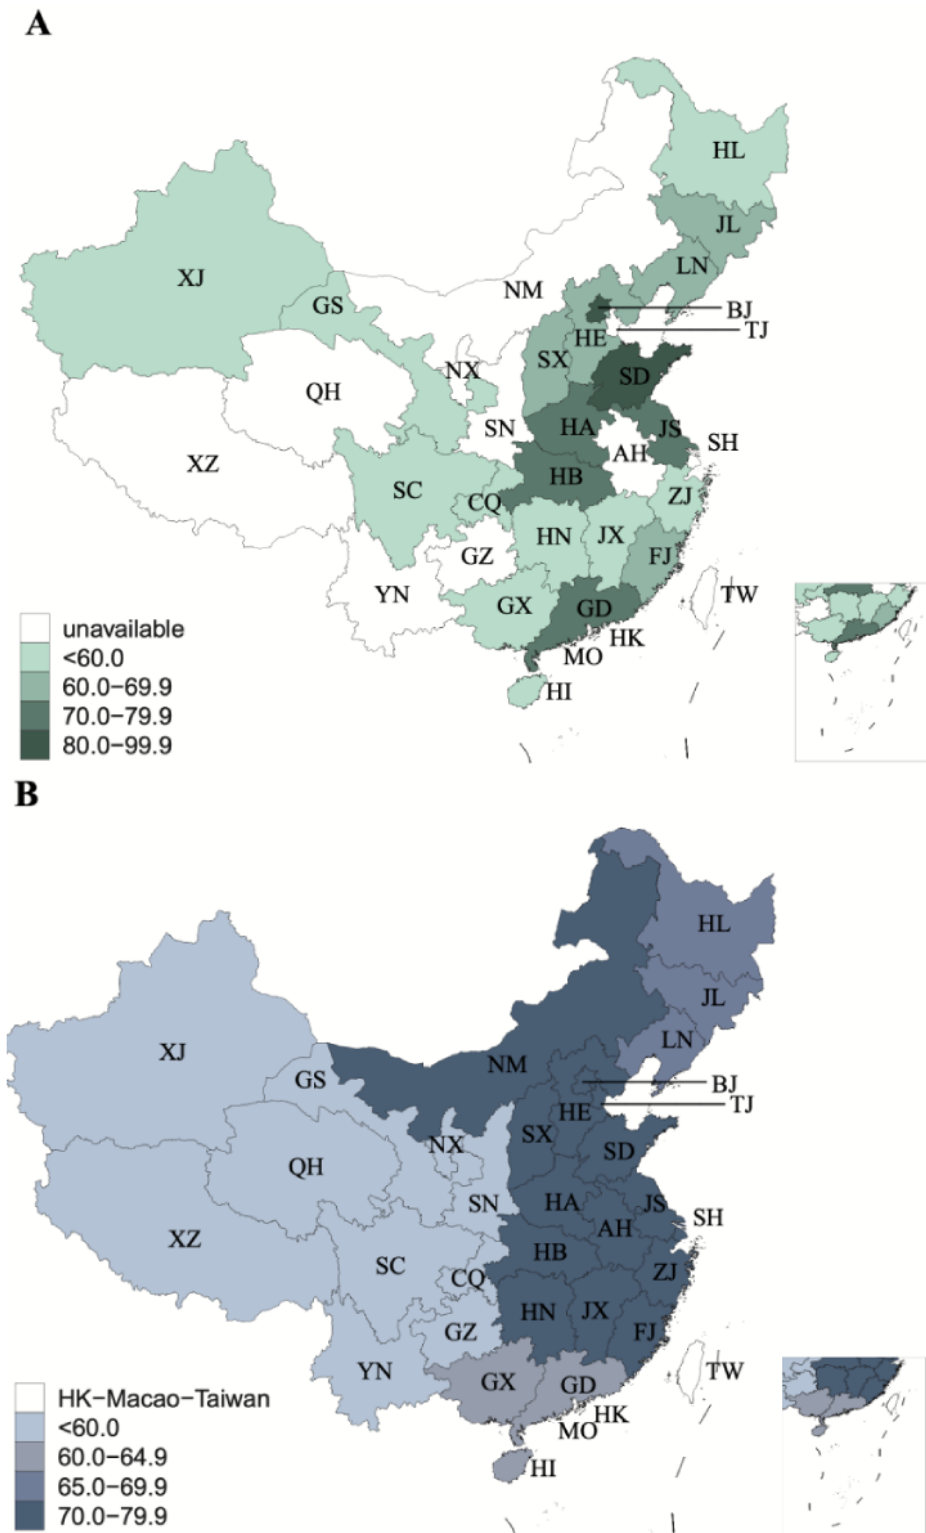 A
HL
JL
LN
XJ
GS
NM
BJ
TJ
HE
SX
NX
SD
QH
SN
HA
JS
SH
AH
XZ
HB
SC
CQ
ZJ
HN
JX
GZ
FJ
YN
GX
GD
TW
HK
MO
HI
unavailable
<60.0
60.0−69.9
70.0−79.9
80.0−99.9
B
HL
JL
LN
XJ
NM
GS
BJ
TJ
HE
SX
NX
SD
QH
SN
HA
JS
SH
AH
XZ
HB
SC
CQ
ZJ
HN
JX
GZ
FJ
YN
GX
GD
TW
HK
MO
HI
HK−Macao−Taiwan
<60.0
60.0−64.9
65.0−69.9
70.0−79.9